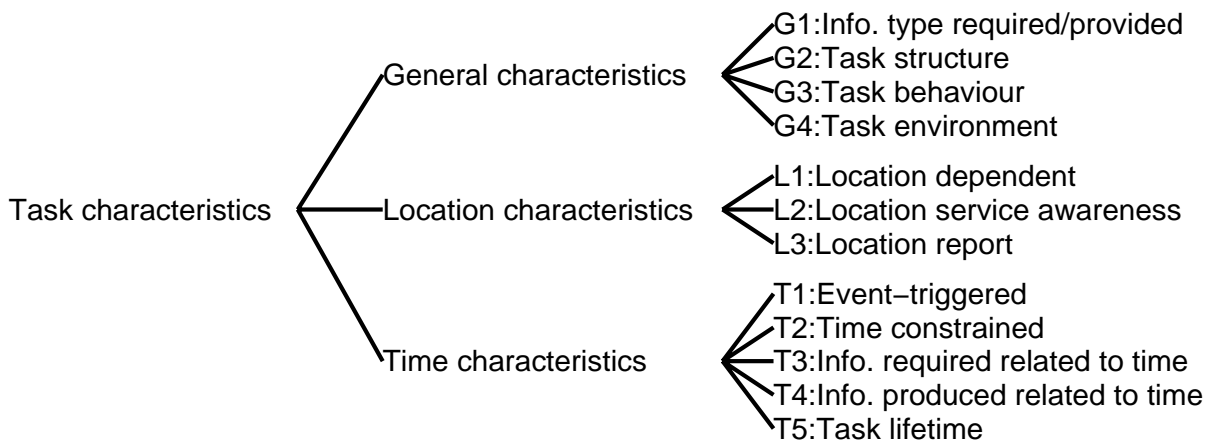 G1:Info. type required/provided
G2:Task structure
General characteristics
G3:Task behaviour
G4:Task environment
L1:Location dependent
Task characteristics
Location characteristics
L2:Location service awareness
L3:Location report
T1:Event−triggered
T2:Time constrained
Time characteristics
T3:Info. required related to time
T4:Info. produced related to time
T5:Task lifetime